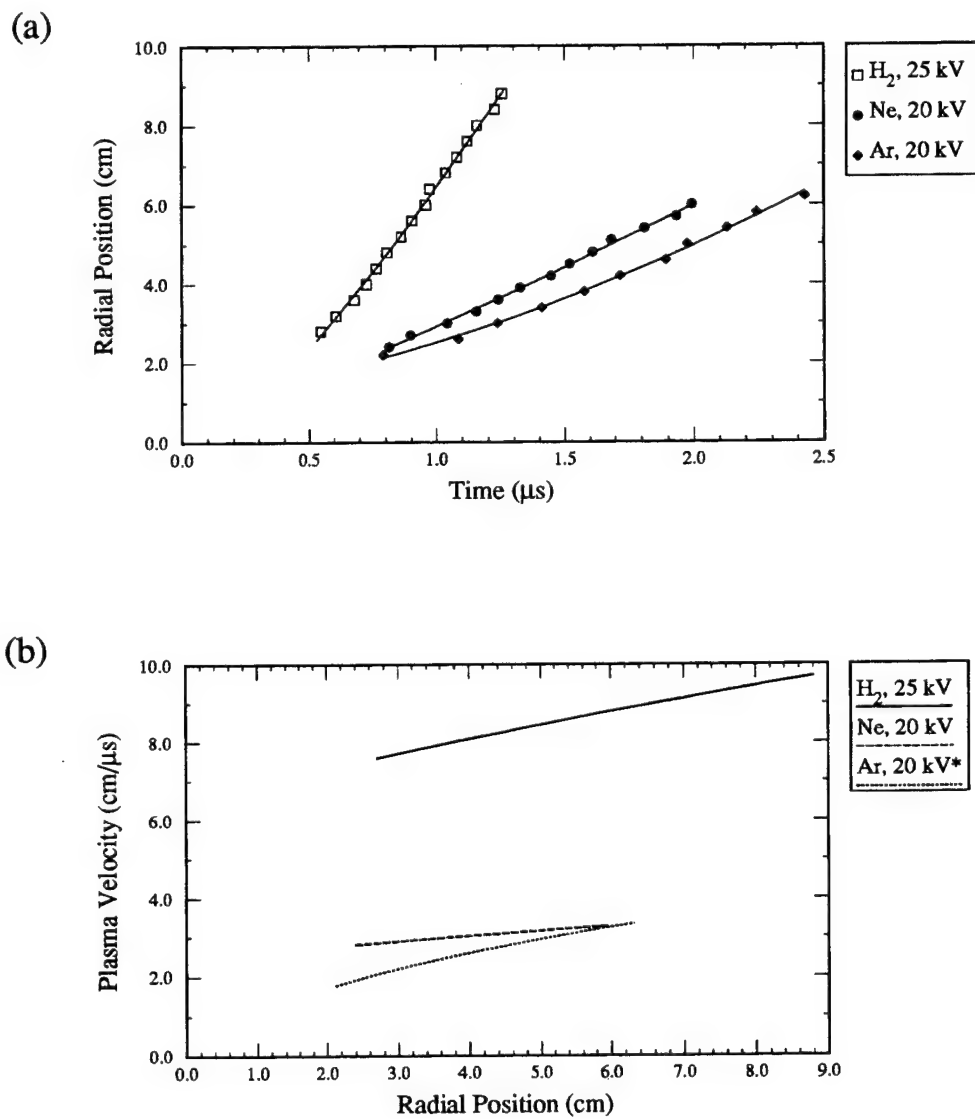 (a)
10.0
8.0
6.0
4.0
2.0
0.0
Radial Position (cm)
0.0 0.5 1.0 1.5 2.0 2.5
Time (μs)
H2, 25 kV
Ne, 20 kV
Ar, 20 kV
(b)
10.0
8.0
6.0
4.0
2.0
0.0
Plasma Velocity (cm/μs)
0.0 1.0 2.0 3.0 4.0 5.0 6.0 7.0 8.0 9.0
Radial Position (cm)
H2, 25 kV
Ne, 20 kV
Ar, 20 kV*